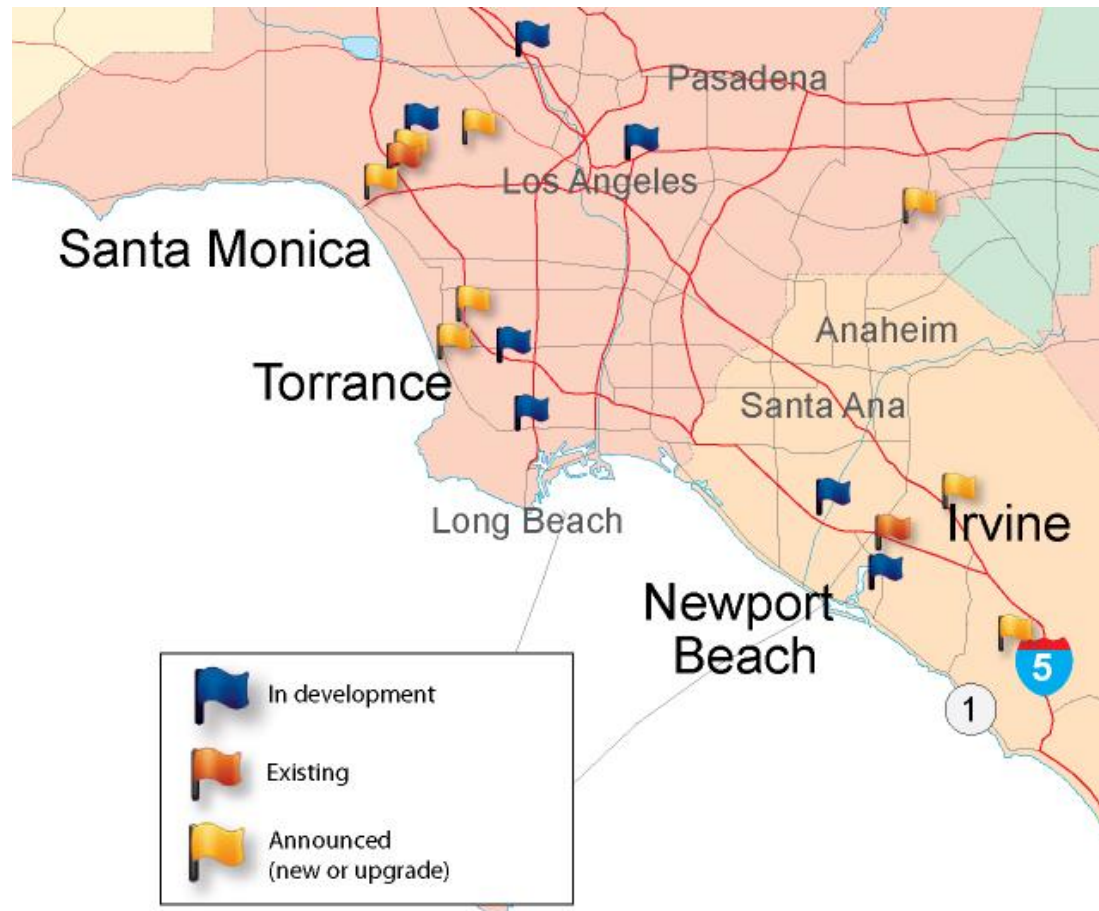 Pasadena
Los Angeles
Santa Monica
Anaheim
Torrance
Santa Ana
Long Beach
Irvine
Newport
Beach
5
1
In development
Existing
Announced
(new or upgrade)